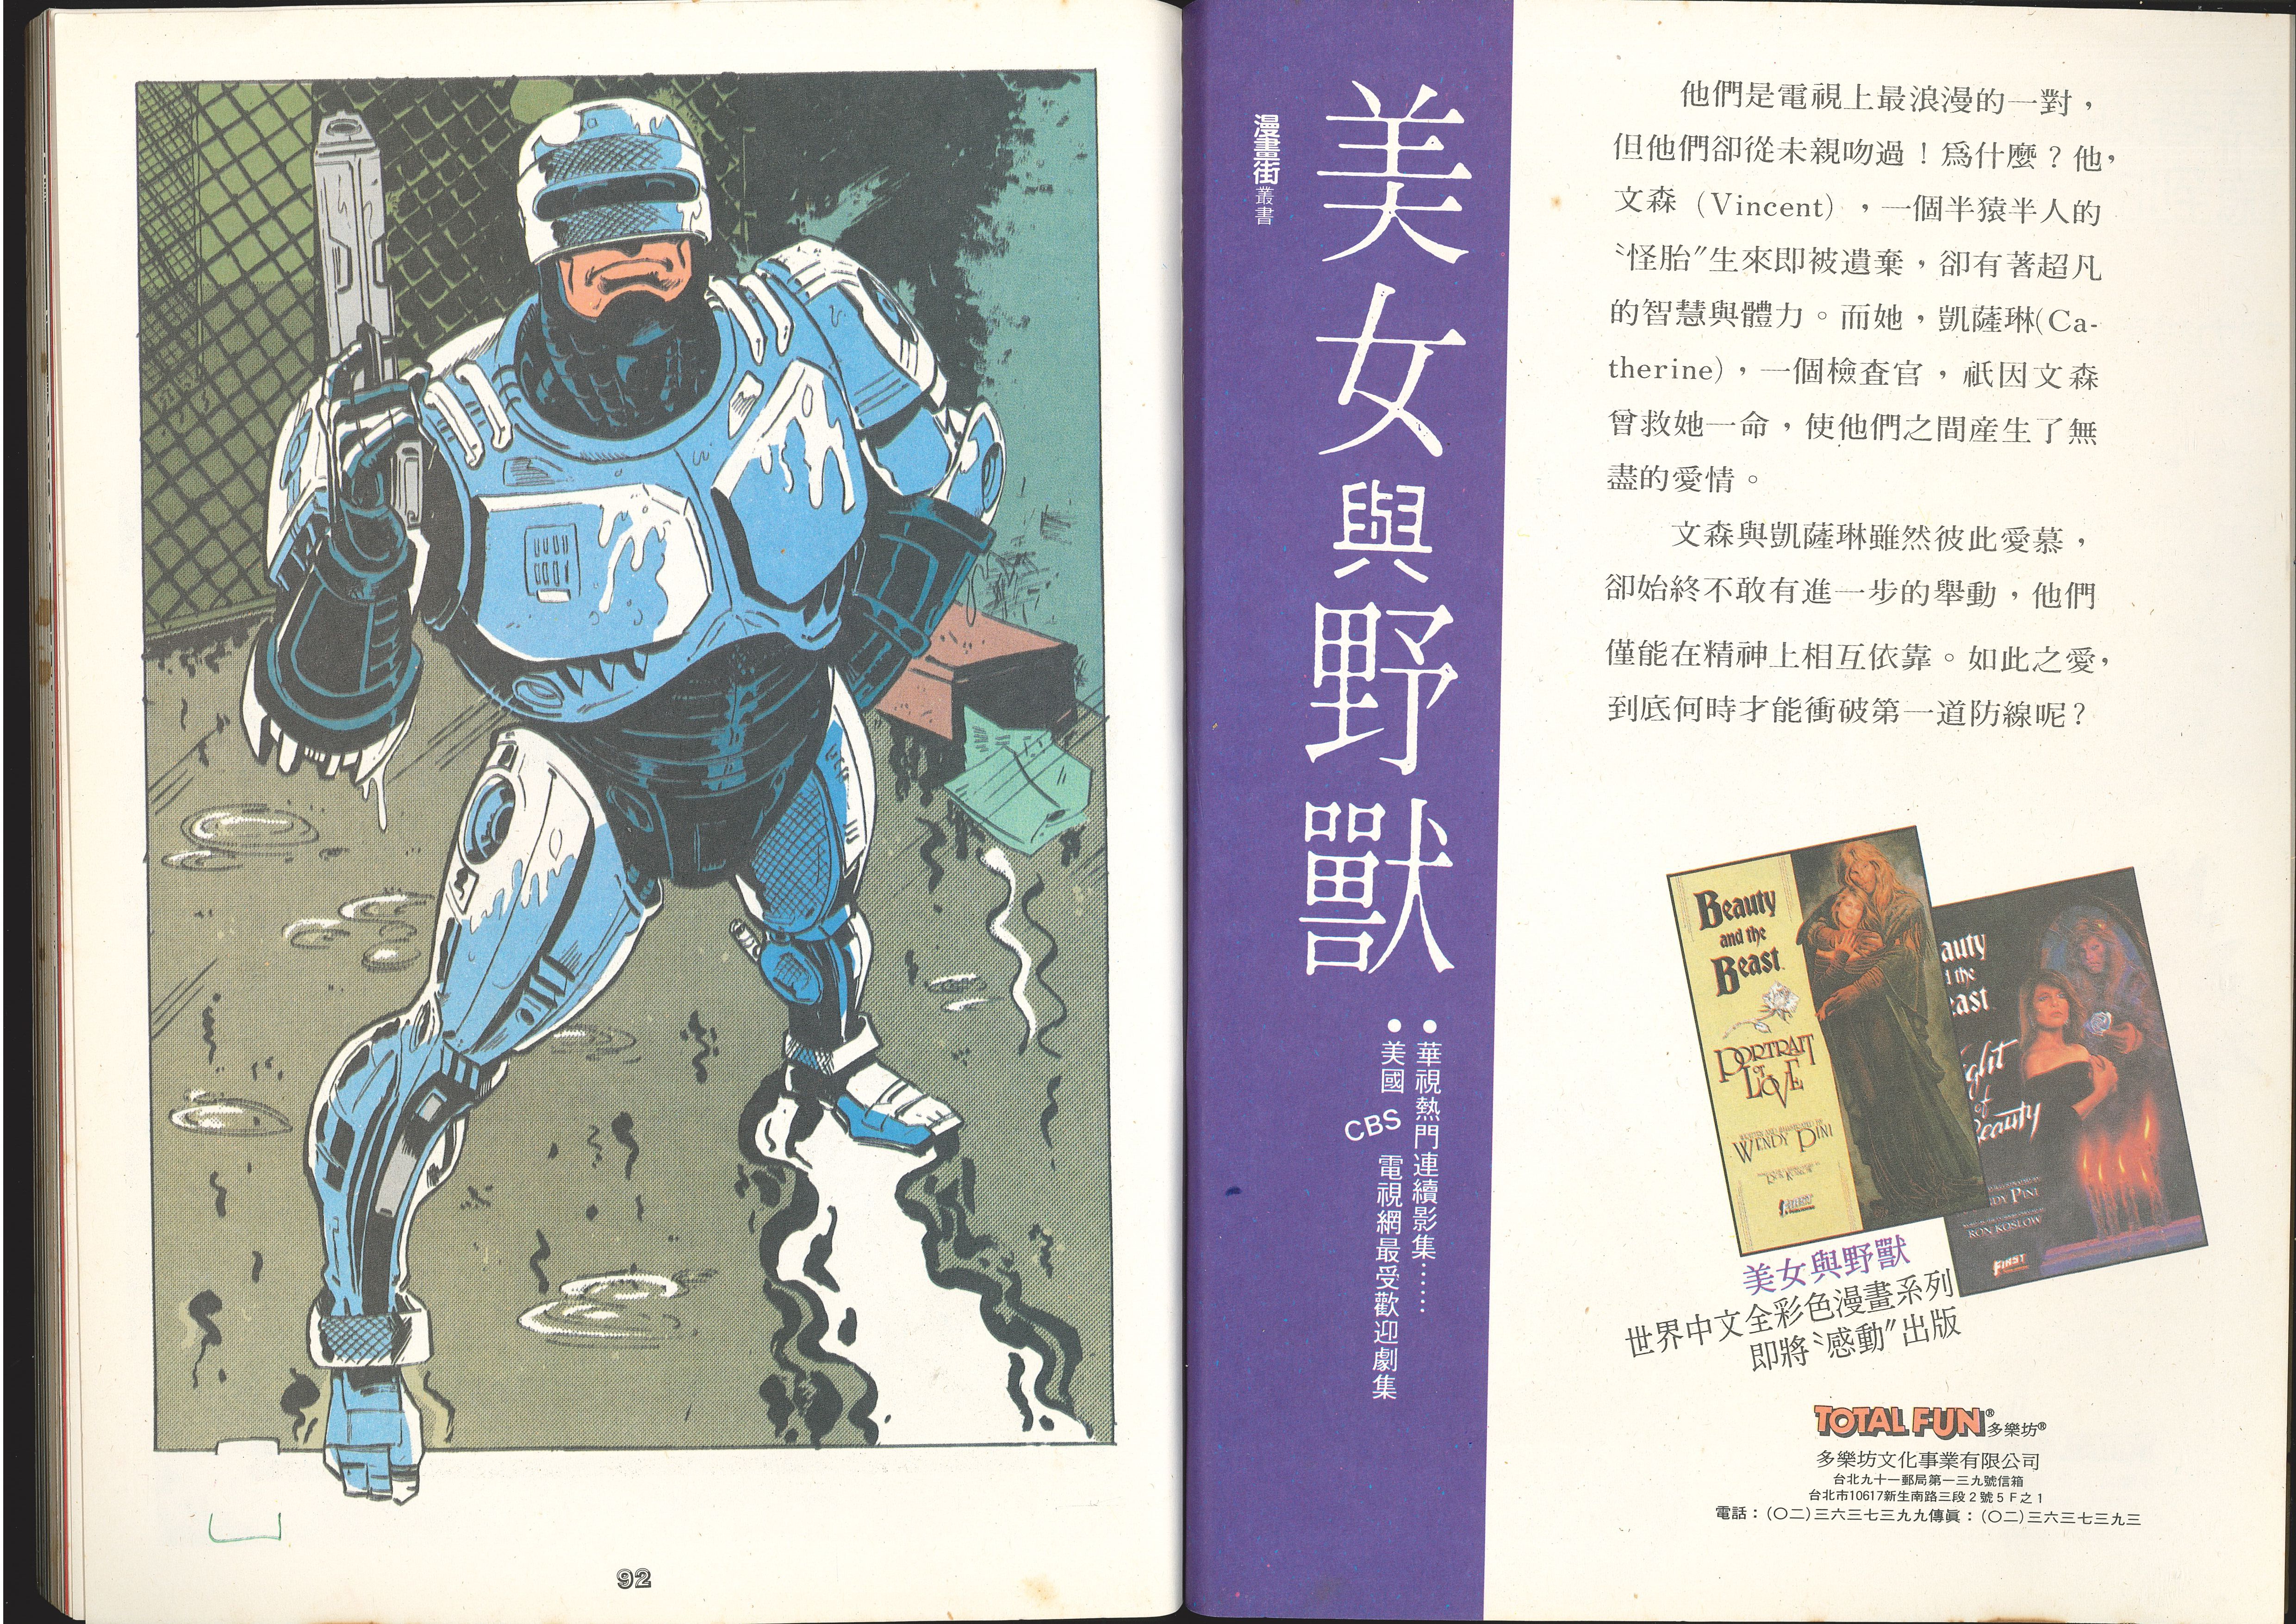 92
漫畫街叢書
美女與野獸
●華視熱門連續影集……
●美國CBS電視網最受歡迎劇集
他們是電視上最浪漫的一對，
但他們卻從未親吻過！爲什麼？他，
文森（Vincent），一個半猿半人的
〝怪胎〞生來即被遺棄，卻有著超凡
的智慧與體力。而她，凱薩琳(Ca-
therine)，一個檢查官，祇因文森
曾救她一命，使他們之間產生了無
盡的愛情。
文森與凱薩琳雖然彼此愛慕，
卻始終不敢有進一步的舉動，他們
僅能在精神上相互依靠。如此之愛，
到底何時才能衝破第一道防線呢？
Beauty
and the
Beast
PORTRAIT
OF
LOVE
WENDY PINI
auty
the
east
ight
of
Beauty
DY PINI
RON KOSLOW
FIRST
美女與野獸
世界中文全彩色漫畫系列
即將〝感動〞出版
TOTAL FUN® 多樂坊®
多樂坊文化事業有限公司
台北九十一郵局第一三九號信箱
台北市10617新生南路三段2號5F之1
電話：(〇二)三六三七三九九傳眞：(〇二)三六三七三九三